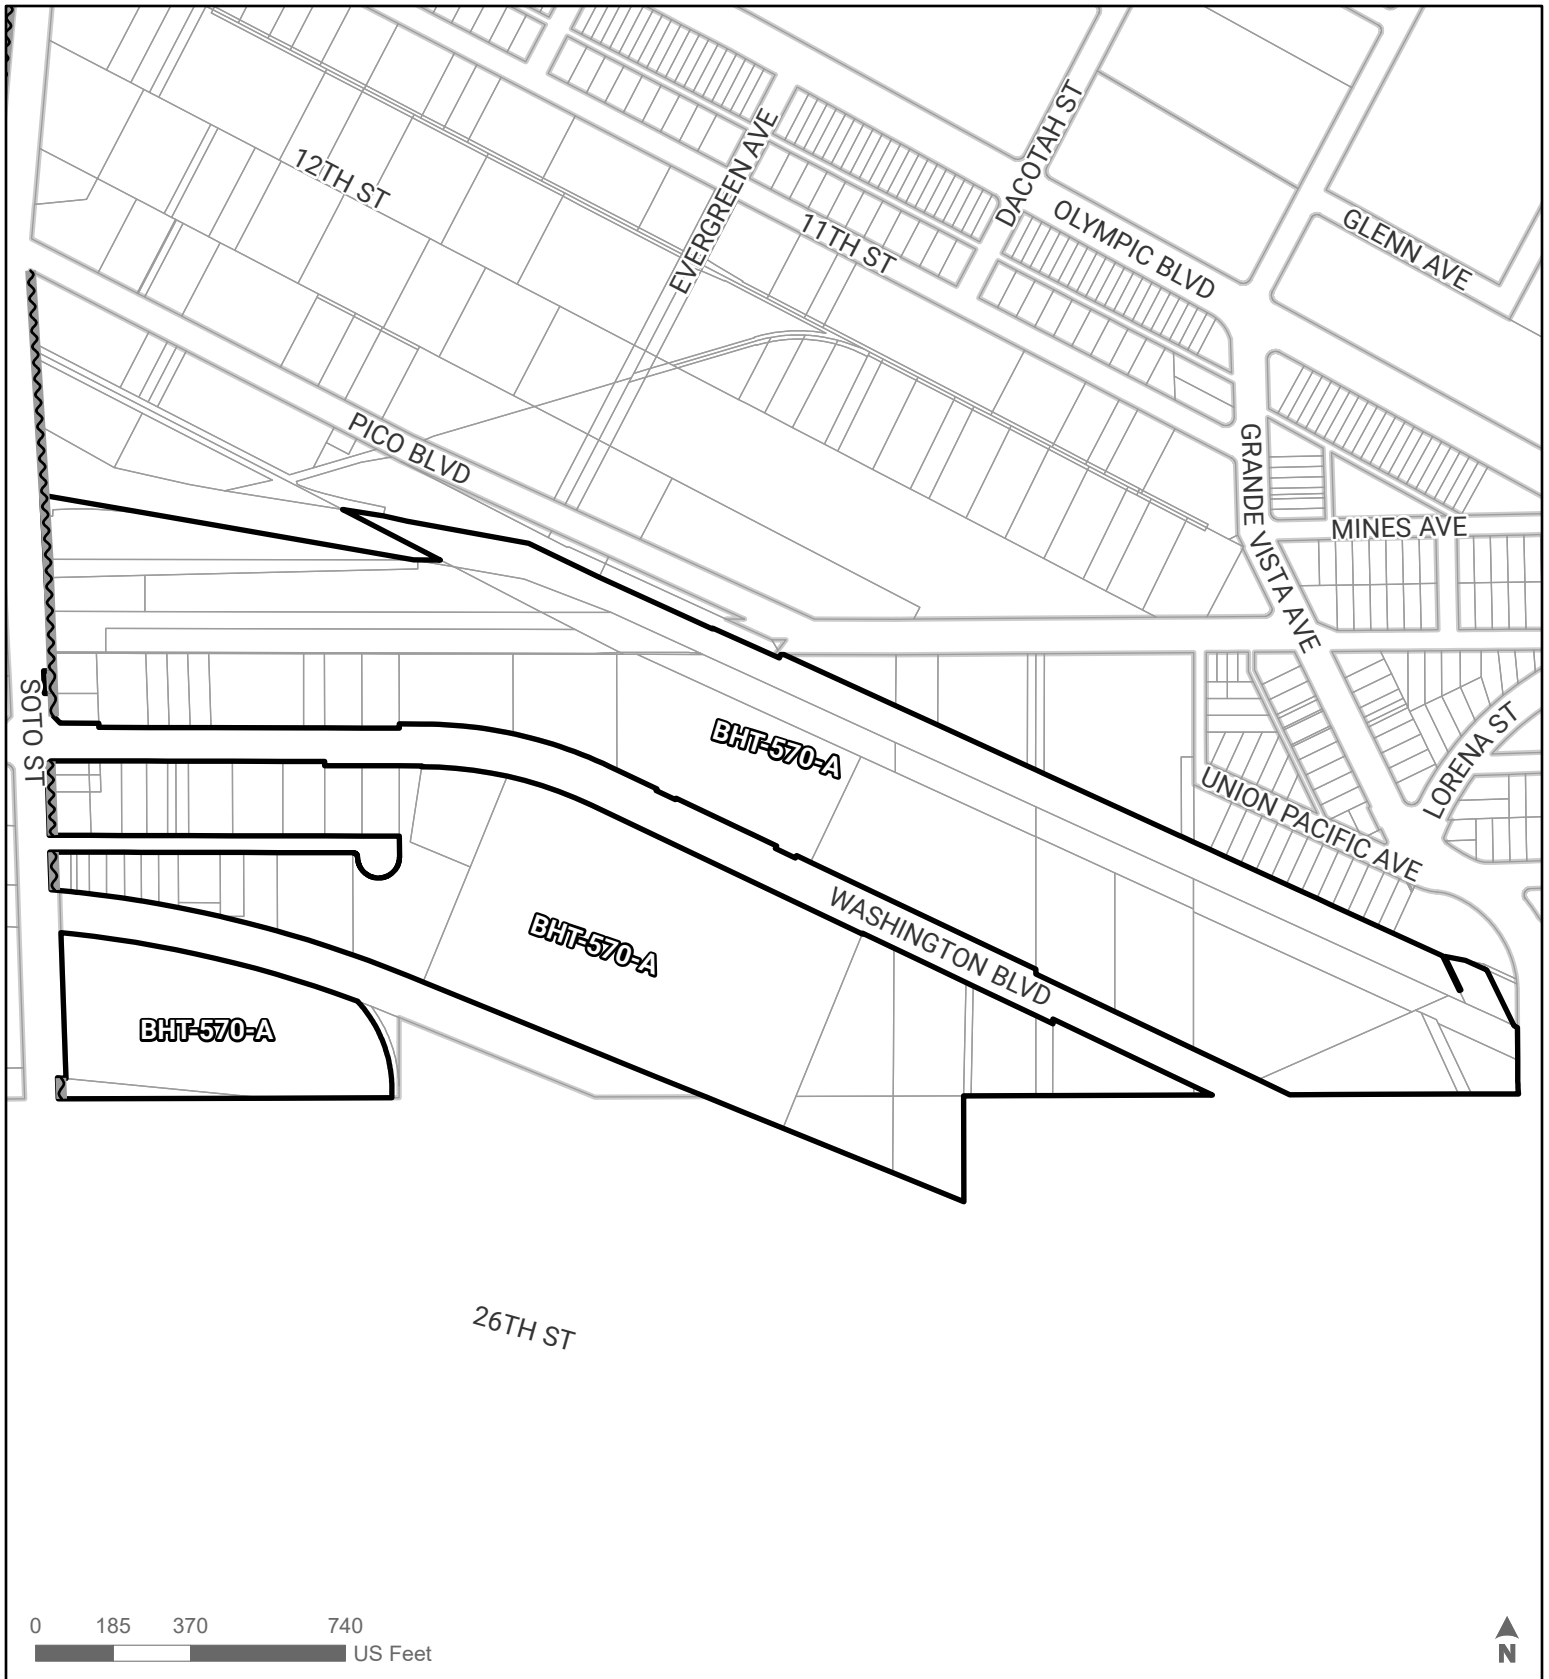 DACOTAH ST
EVERGREEN AVE
12TH ST
OLYMPIC BLVD
GLENN AVE
11TH ST
PICO BLVD
GRANDE VISTA AVE
MINES AVE
SOTO ST
LORENA ST
BHT-570-A
UNION PACIFIC AVE
BHT-570-A
WASHINGTON BLVD
BHT-570-A
26TH ST
0 185 370 740
US Feet
N